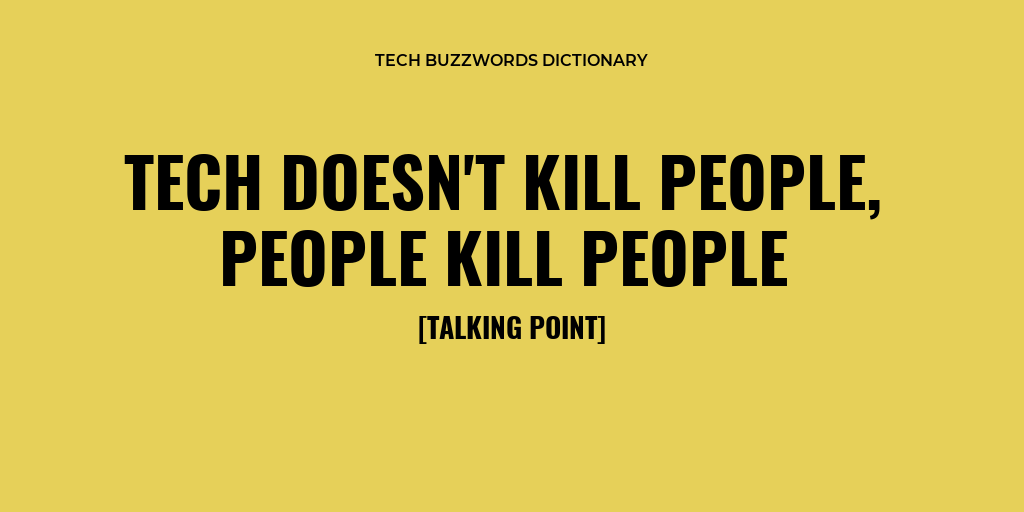 TECH BUZZWORDS DICTIONARY
TECH DOESN'T KILL PEOPLE,
PEOPLE KILL PEOPLE
[TALKING POINT]